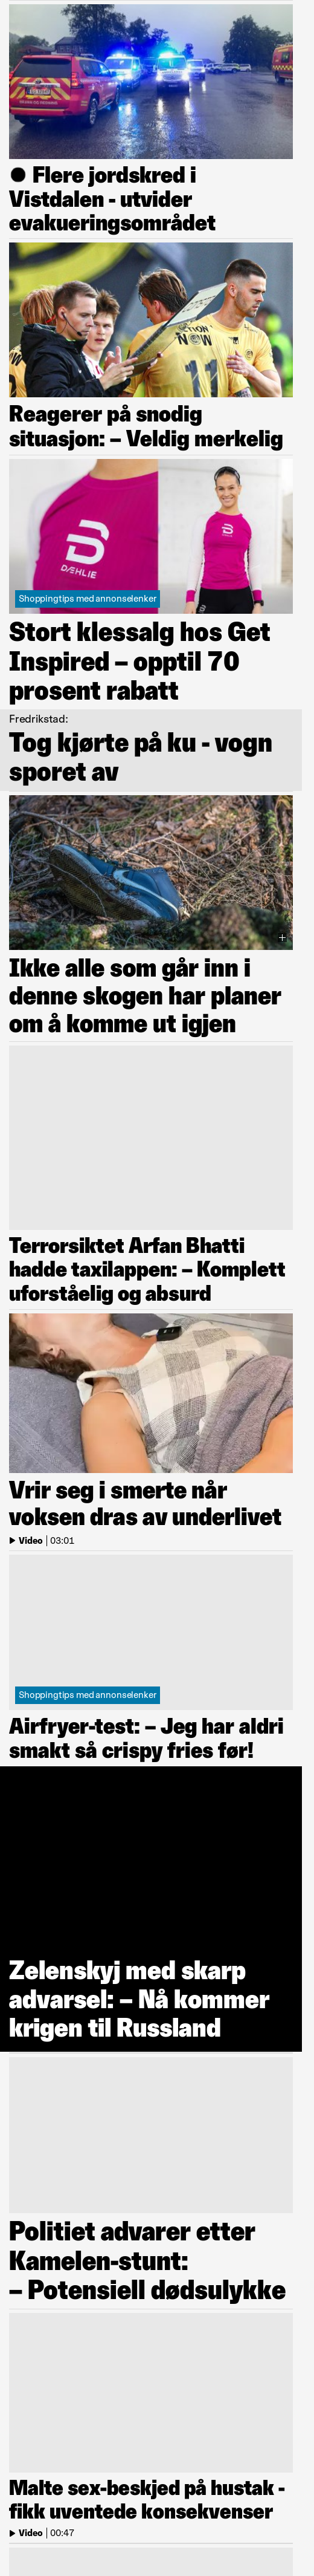 ● Flere jordskred i
Vistdalen - utvider
evakueringsområdet
ACTION
NOW
11
Reagerer på snodig
situasjon: – Veldig merkelig
DÆHLIE
DÆHLIE
Shoppingtips med annonselenker
Stort klessalg hos Get
Inspired – opptil 70
prosent rabatt
Fredrikstad:
Tog kjørte på ku - vogn
sporet av
Ikke alle som går inn i
denne skogen har planer
om å komme ut igjen
Terrorsiktet Arfan Bhatti
hadde taxilappen: – Komplett
uforståelig og absurd
Vrir seg i smerte når
voksen dras av underlivet
Video | 03:01
Shoppingtips med annonselenker
Airfryer-test: – Jeg har aldri
smakt så crispy fries før!
Zelenskyj med skarp
advarsel: – Nå kommer
krigen til Russland
Politiet advarer etter
Kamelen-stunt:
– Potensiell dødsulykke
Malte sex-beskjed på hustak -
fikk uventede konsekvenser
Video | 00:47